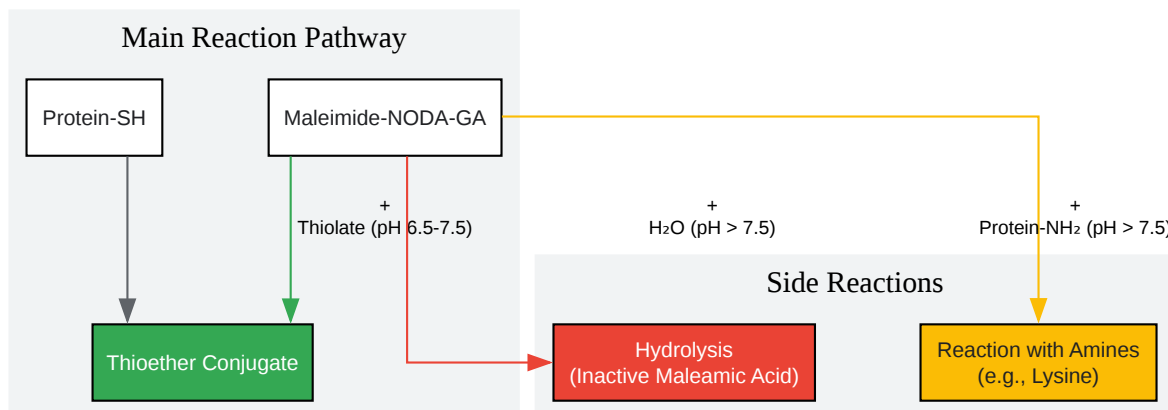 Main Reaction Pathway
Protein-SH
Maleimide-NODA-GA
+
Thiolate (pH 6.5-7.5)
+
H₂O (pH > 7.5)
+
Protein-NH₂ (pH > 7.5)
Side Reactions
Thioether Conjugate
Hydrolysis
(Inactive Maleamic Acid)
Reaction with Amines
(e.g., Lysine)